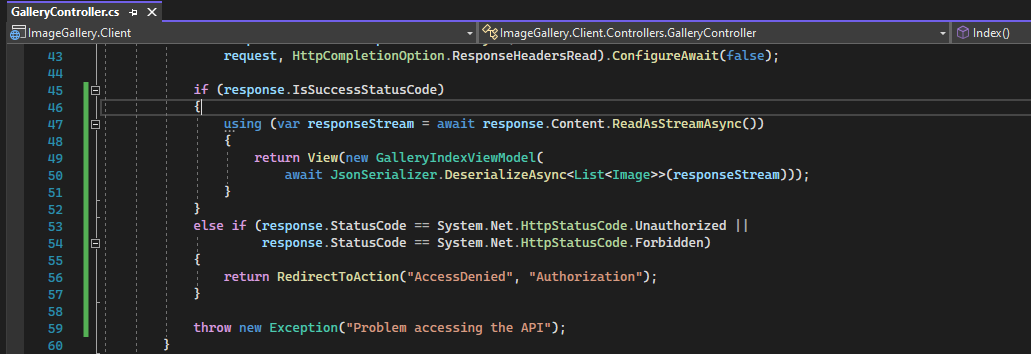 GalleryController.cs
ImageGallery.Client
ImageGallery.Client.Controllers.GalleryController
Index()
43 request, HttpCompletionOption.ResponseHeadersRead).ConfigureAwait(false);
44
45 if (response.IsSuccessStatusCode)
46 {
47 using (var responseStream = await response.Content.ReadAsStreamAsync())
48 {
49 return View(new GalleryIndexViewModel(
50 await JsonSerializer.DeserializeAsync<List<Image>>(responseStream)));
51 }
52 }
53 else if (response.StatusCode == System.Net.HttpStatusCode.Unauthorized ||
54 response.StatusCode == System.Net.HttpStatusCode.Forbidden)
55 {
56 return RedirectToAction("AccessDenied", "Authorization");
57 }
58
59 throw new Exception("Problem accessing the API");
60 }